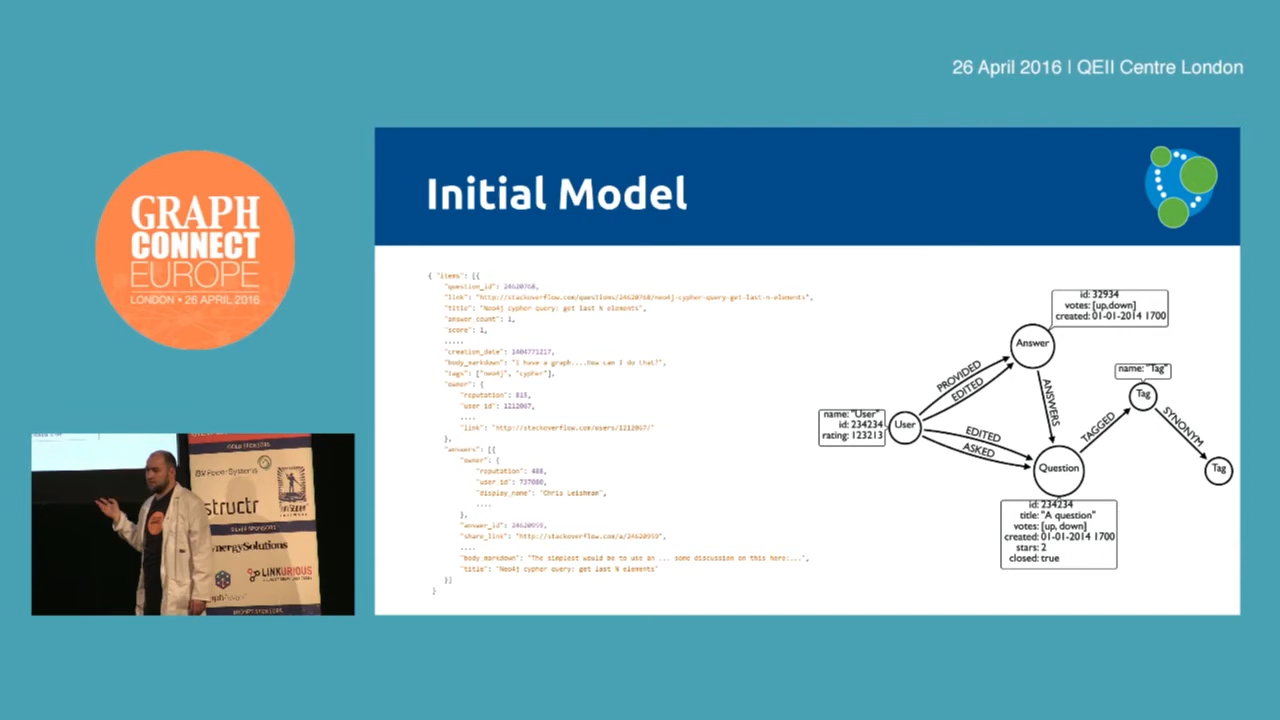 26 April 2016 | QEII Centre London
GRAPH
CONNECT
EUROPE
LONDON • 26 APRIL 2016
Initial Model
{ "items": [{
"question_id": 24620768,
"link": "http://stackoverflow.com/questions/24620768/neo4j-cypher-query-get-last-n-elements",
"title": "Neo4j cypher query: get last N elements",
"answer_count": 1,
"score": 1,
.....
"creation_date": 1404771217,
"body_markdown": "I have a graph....How can I do that?",
"tags": ["neo4j", "cypher"],
"owner": {
"reputation": 815,
"user_id": 1212067,
....
"link": "http://stackoverflow.com/users/1212067/"
},
"answers": [{
"owner": {
"reputation": 488,
"user_id": 737080,
"display_name": "Chris Leishman",
....
},
"answer_id": 24620959,
"share_link": "http://stackoverflow.com/a/24620959",
....
"body_markdown": "The simplest would be to use an ... some discussion on this here:...",
"title": "Neo4j cypher query: get last N elements"
}]
}
id: 32934
votes: [up,down]
created: 01-01-2014 1700
Answer
PROVIDED
EDITED
ANSWERS
name: "Tag"
Tag
TAGGED
SYNONYM
Tag
name: "User"
id: 234234
rating: 123213
User
EDITED
ASKED
Question
id: 234234
title: "A question"
votes: [up, down]
created: 01-01-2014 1700
stars: 2
closed: true
PowerSystems
structr
SILVER SPONSORS
LINKURIOUS